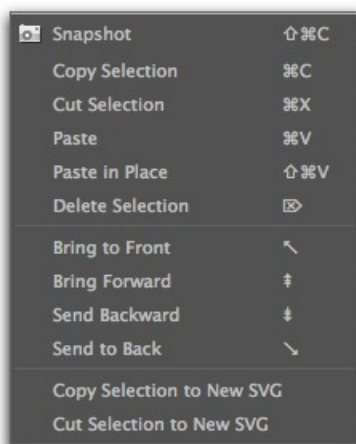 Snapshot ⇧⌘C
Copy Selection ⌘C
Cut Selection ⌘X
Paste ⌘V
Paste in Place ⇧⌘V
Delete Selection ⌦
Bring to Front ↖
Bring Forward ⇞
Send Backward ⇟
Send to Back ↘
Copy Selection to New SVG
Cut Selection to New SVG